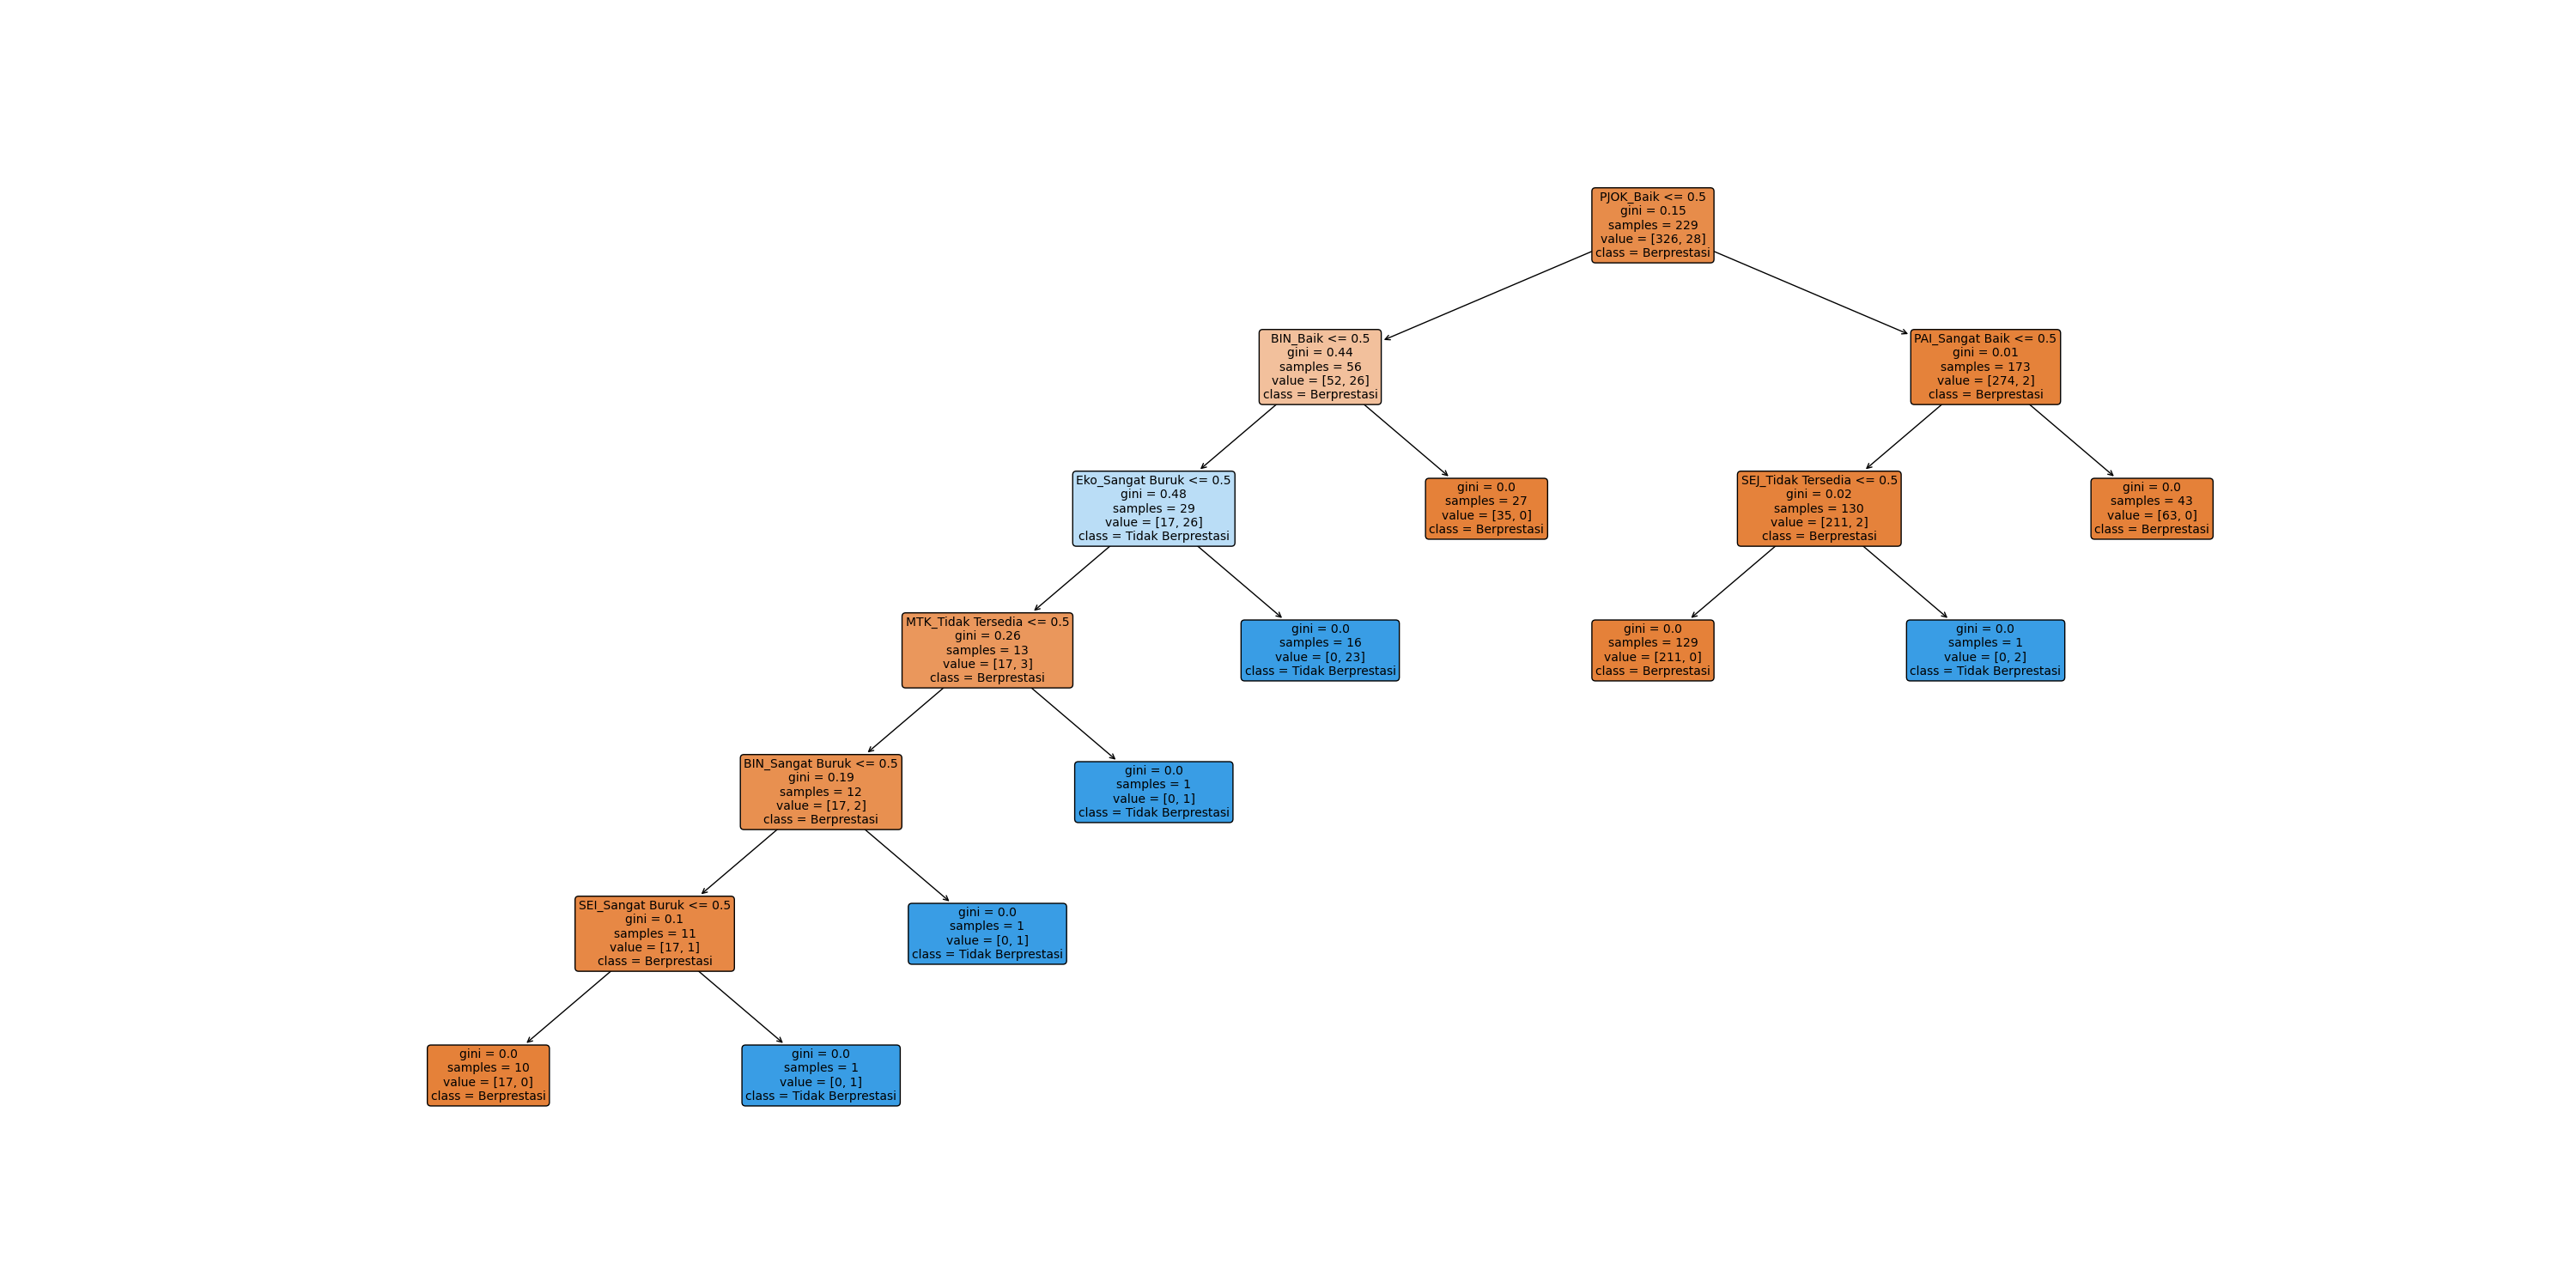 PJOK_Baik <= 0.5
gini = 0.15
samples = 229
value = [326, 28]
class = Berprestasi
BIN_Baik <= 0.5
gini = 0.44
samples = 56
value = [52, 26]
class = Berprestasi
PAI_Sangat Baik <= 0.5
gini = 0.01
samples = 173
value = [274, 2]
class = Berprestasi
Eko_Sangat Buruk <= 0.5
gini = 0.48
samples = 29
value = [17, 26]
class = Tidak Berprestasi
gini = 0.0
samples = 27
value = [35, 0]
class = Berprestasi
SEJ_Tidak Tersedia <= 0.5
gini = 0.02
samples = 130
value = [211, 2]
class = Berprestasi
gini = 0.0
samples = 43
value = [63, 0]
class = Berprestasi
MTK_Tidak Tersedia <= 0.5
gini = 0.26
samples = 13
value = [17, 3]
class = Berprestasi
gini = 0.0
samples = 16
value = [0, 23]
class = Tidak Berprestasi
gini = 0.0
samples = 129
value = [211, 0]
class = Berprestasi
gini = 0.0
samples = 1
value = [0, 2]
class = Tidak Berprestasi
BIN_Sangat Buruk <= 0.5
gini = 0.19
samples = 12
value = [17, 2]
class = Berprestasi
gini = 0.0
samples = 1
value = [0, 1]
class = Tidak Berprestasi
SEI_Sangat Buruk <= 0.5
gini = 0.1
samples = 11
value = [17, 1]
class = Berprestasi
gini = 0.0
samples = 1
value = [0, 1]
class = Tidak Berprestasi
gini = 0.0
samples = 10
value = [17, 0]
class = Berprestasi
gini = 0.0
samples = 1
value = [0, 1]
class = Tidak Berprestasi